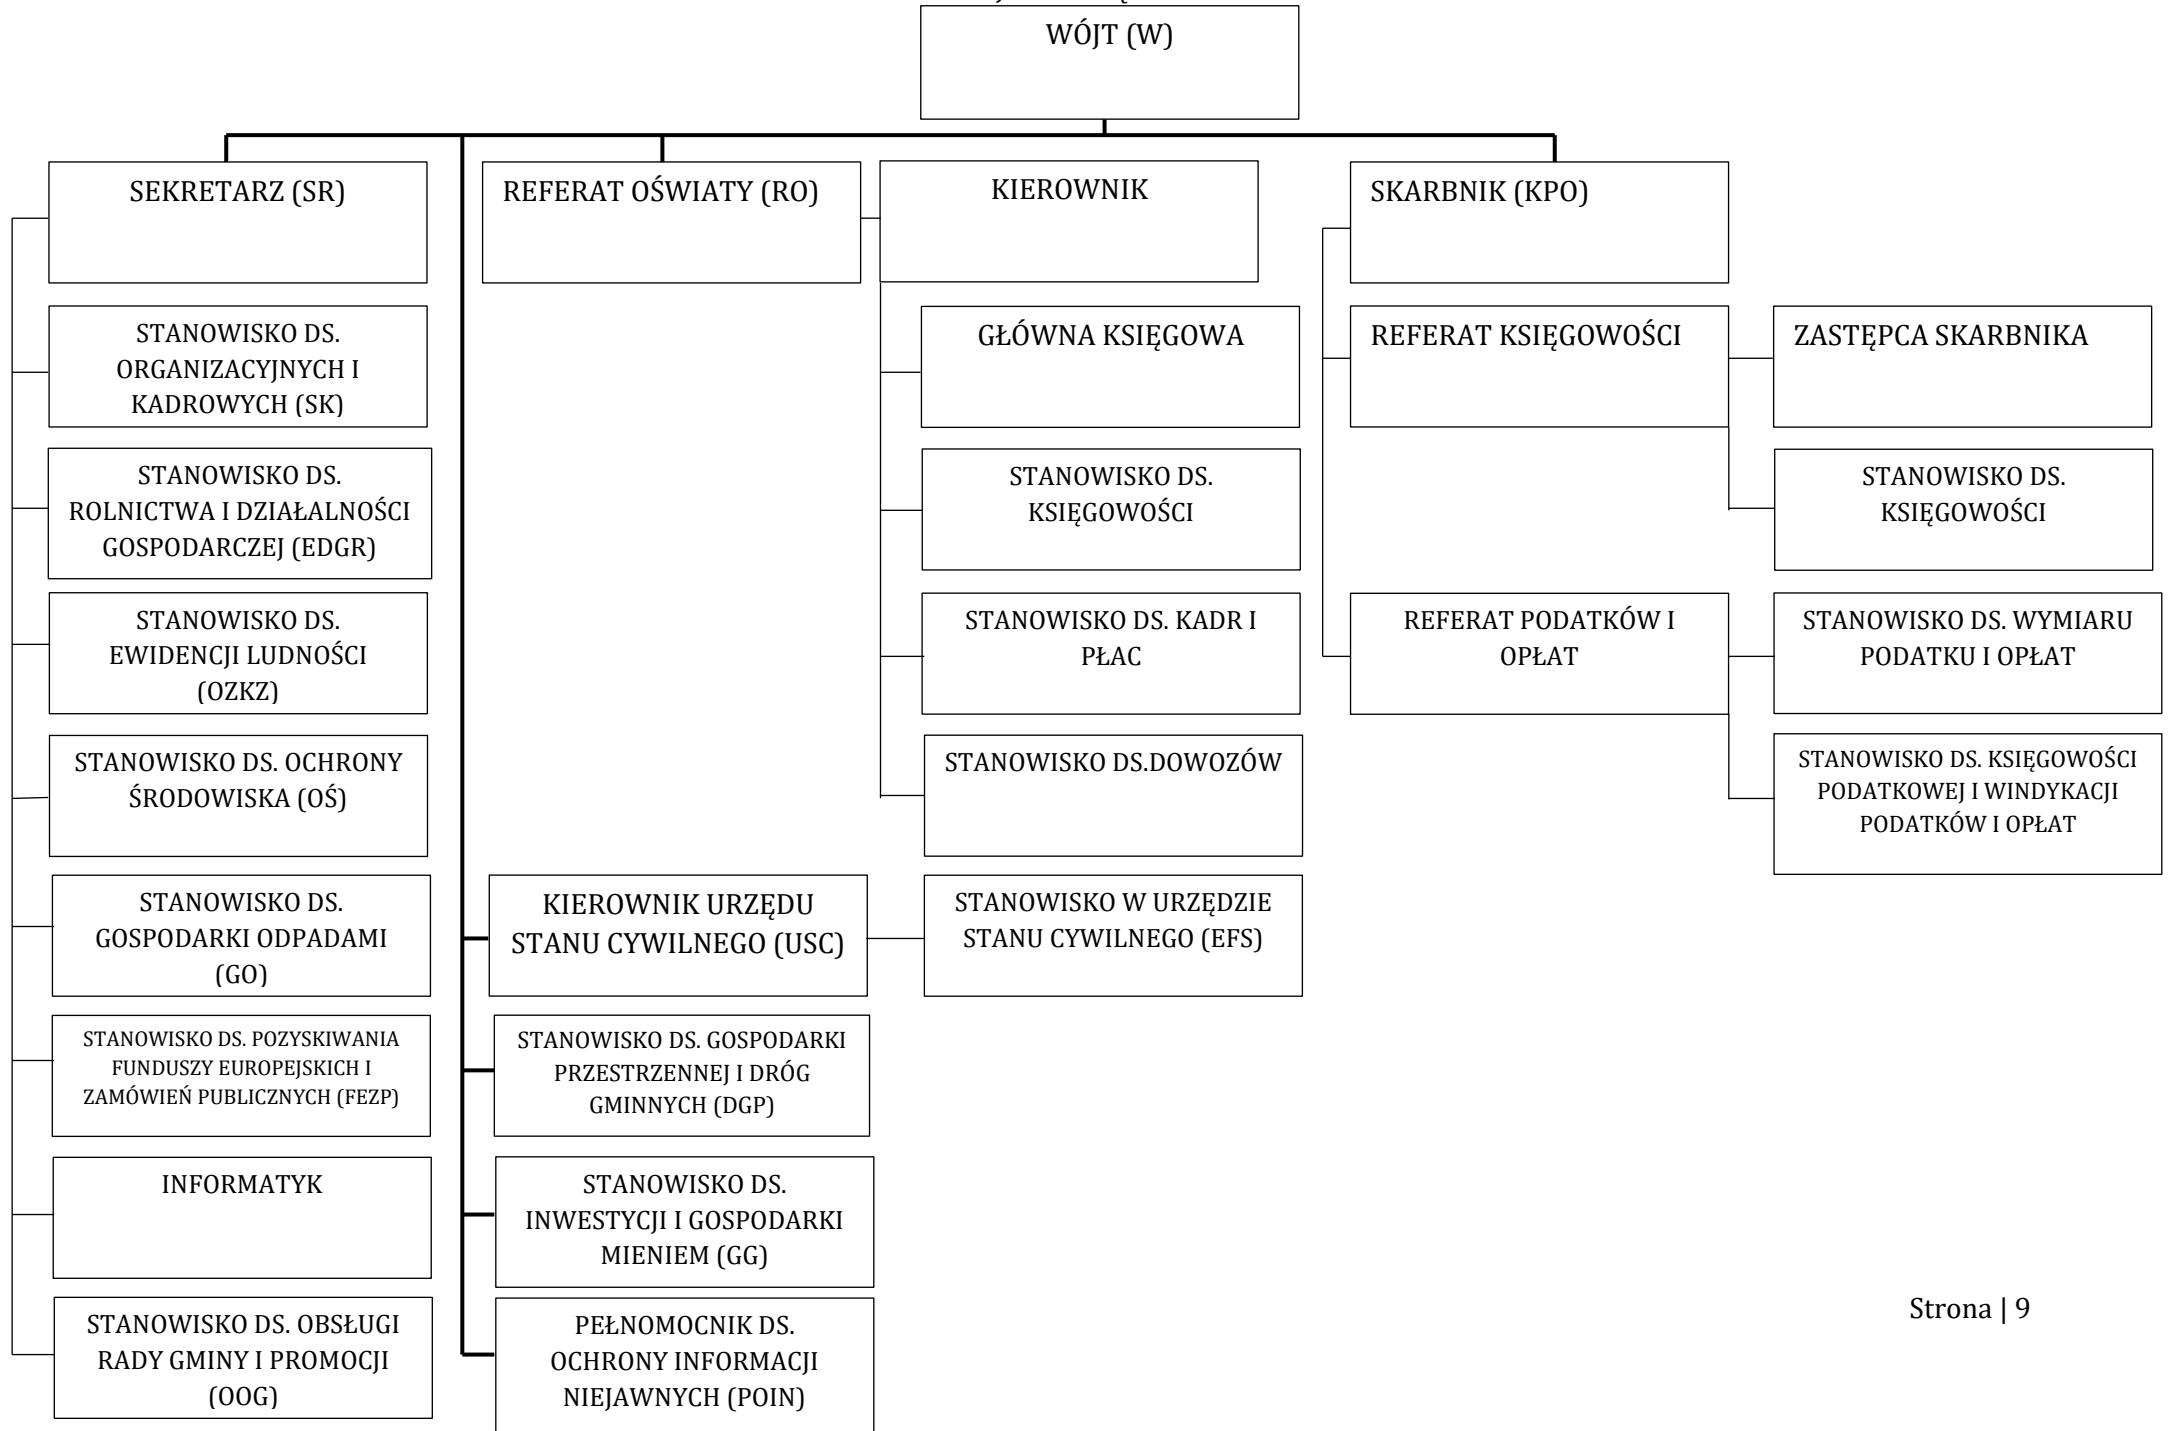 WÓJT (W)
SEKRETARZ (SR)
REFERAT OŚWIATY (RO)
KIEROWNIK
SKARBNIK (KPO)
STANOWISKO DS.
ORGANIZACYJNYCH I
KADROWYCH (SK)
GŁÓWNA KSIĘGOWA
REFERAT KSIĘGOWOŚCI
ZASTĘPCA SKARBNIKA
STANOWISKO DS.
ROLNICTWA I DZIAŁALNOŚCI
GOSPODARCZEJ (EDGR)
STANOWISKO DS.
KSIĘGOWOŚCI
STANOWISKO DS.
KSIĘGOWOŚCI
STANOWISKO DS.
EWIDENCJI LUDNOŚCI
(OZKZ)
STANOWISKO DS. KADR I
PŁAC
REFERAT PODATKÓW I
OPŁAT
STANOWISKO DS. WYMIARU
PODATKU I OPŁAT
STANOWISKO DS. OCHRONY
ŚRODOWISKA (OŚ)
STANOWISKO DS.DOWOZÓW
STANOWISKO DS. KSIĘGOWOŚCI
PODATKOWEJ I WINDYKACJI
PODATKÓW I OPŁAT
STANOWISKO DS.
GOSPODARKI ODPADAMI
(GO)
KIEROWNIK URZĘDU
STANU CYWILNEGO (USC)
STANOWISKO W URZĘDZIE
STANU CYWILNEGO (EFS)
STANOWISKO DS. POZYSKIWANIA
FUNDUSZY EUROPEJSKICH I
ZAMÓWIEŃ PUBLICZNYCH (FEZP)
STANOWISKO DS. GOSPODARKI
PRZESTRZENNEJ I DRÓG
GMINNYCH (DGP)
INFORMATYK
STANOWISKO DS.
INWESTYCJI I GOSPODARKI
MIENIEM (GG)
STANOWISKO DS. OBSŁUGI
RADY GMINY I PROMOCJI
(OOG)
PEŁNOMOCNIK DS.
OCHRONY INFORMACJI
NIEJAWNYCH (POIN)
Strona | 9